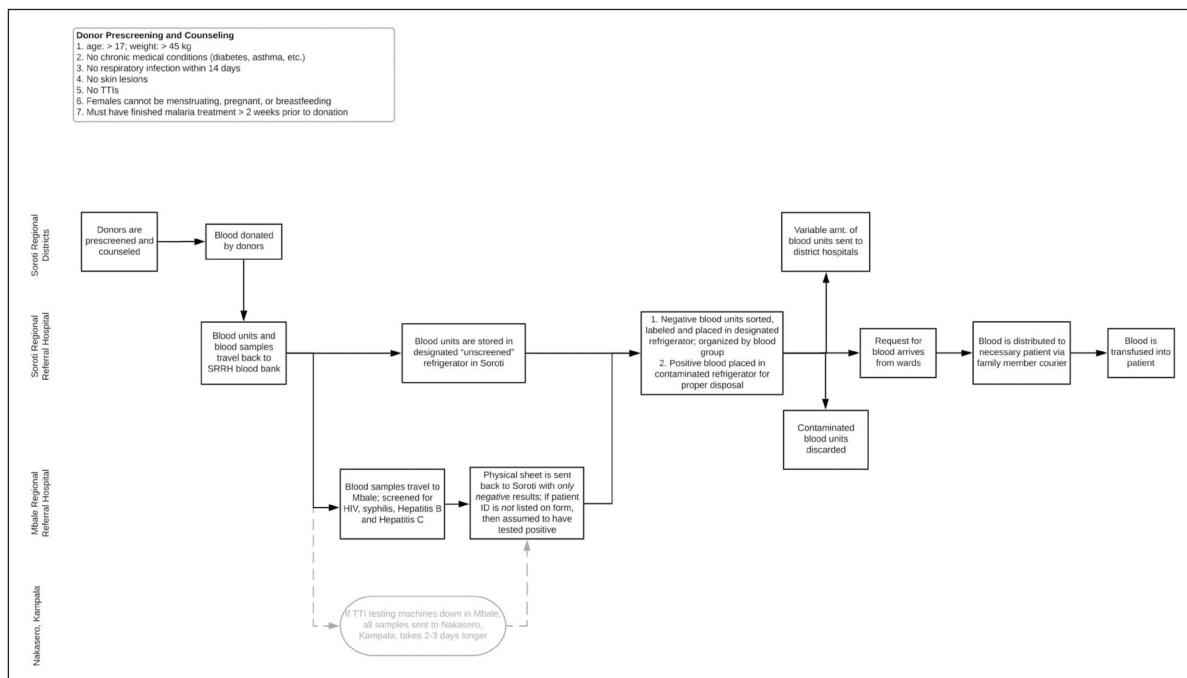 Donor Prescreening and Counseling
1. age: > 17; weight: > 45 kg
2. No chronic medical conditions (diabetes, asthma, etc.)
3. No respiratory infection within 14 days
4. No skin lesions
5. No TTIs
6. Females cannot be menstruating, pregnant, or breastfeeding
7. Must have finished malaria treatment > 2 weeks prior to donation
Soroti Regional
Districts
Donors are
prescreened and
counseled
Blood donated
by donors
Variable amt. of
blood units sent to
district hospitals
Soroti Regional
Referral Hospital
Blood units and
blood samples
travel back to
SRRH blood bank
Blood units are stored in
designated "unscreened"
refrigerator in Soroti
1. Negative blood units sorted,
labeled and placed in designated
refrigerator; organized by blood
group
2. Positive blood placed in
contaminated refrigerator for
proper disposal
Request for
blood arrives
from wards
Blood is distributed to
necessary patient via
family member courier
Blood is
transfused into
patient
Contaminated
blood units
discarded
Mbale Regional
Referral Hospital
Blood samples travel to
Mbale; screened for
HIV, syphilis, Hepatitis B
and Hepatitis C
Physical sheet is sent
back to Soroti with only
negative results; if patient
ID is not listed on form,
then assumed to have
tested positive
Nakasero, Kampala
If TTI testing machines down in Mbale,
all samples sent to Nakasero,
Kampala; takes 2-3 days longer